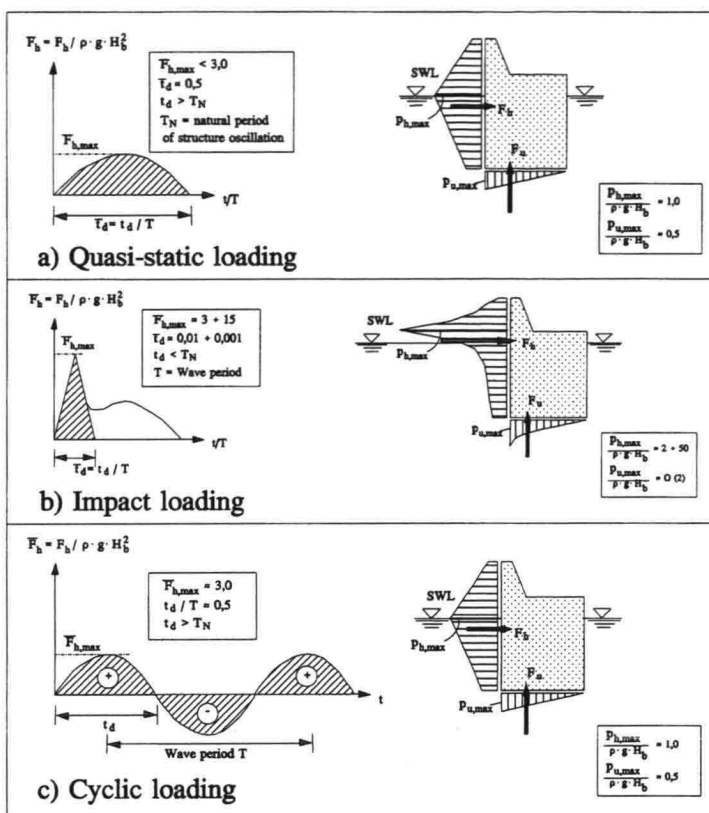 F̅h = Fh / ρ·g·Hb²
F̅h,max < 3,0
τ̅d = 0,5
td > TN
TN = natural period
of structure oscillation
F̅h,max
t/T
τ̅d = td / T
SWL
Ph,max
Fh
Fu
Pu,max
Ph,max / ρ·g·Hb = 1,0
Pu,max / ρ·g·Hb = 0,5
a) Quasi-static loading
F̅h = Fh / ρ·g·Hb²
F̅h,max = 3 ÷ 15
τ̅d = 0,01 ÷ 0,001
td < TN
T = Wave period
F̅h,max
t/T
τ̅d = td / T
SWL
Ph,max
Fh
Fu
Pu,max
Ph,max / ρ·g·Hb = 2 ÷ 50
Pu,max / ρ·g·Hb = O (2)
b) Impact loading
F̅h = Fh / ρ·g·Hb²
F̅h,max = 3,0
td / T = 0,5
td > TN
F̅h,max
+
-
+
t
td
Wave period T
SWL
Ph,max
Fh
Fu
Pu,max
Ph,max / ρ·g·Hb = 1,0
Pu,max / ρ·g·Hb = 0,5
c) Cyclic loading